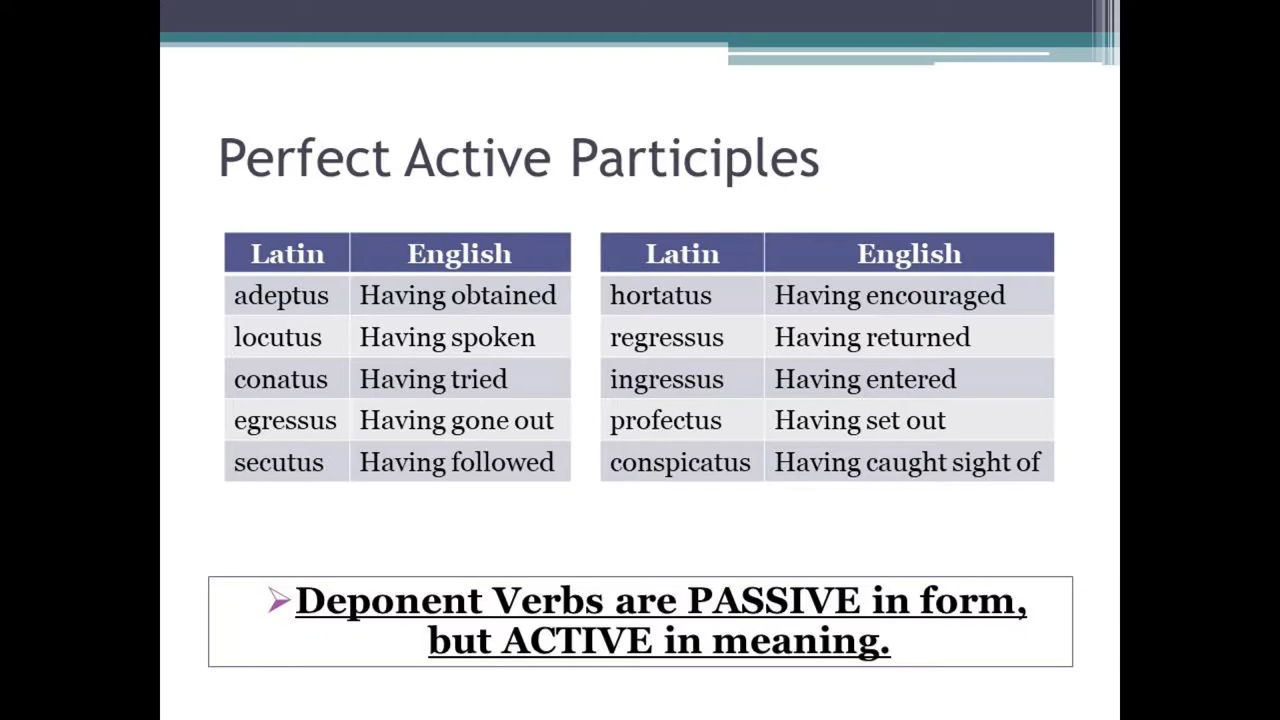 Perfect Active Participles
Latin English
adeptus Having obtained
locutus Having spoken
conatus Having tried
egressus Having gone out
secutus Having followed
Latin English
hortatus Having encouraged
regressus Having returned
ingressus Having entered
profectus Having set out
conspicatus Having caught sight of
Deponent Verbs are PASSIVE in form,
but ACTIVE in meaning.